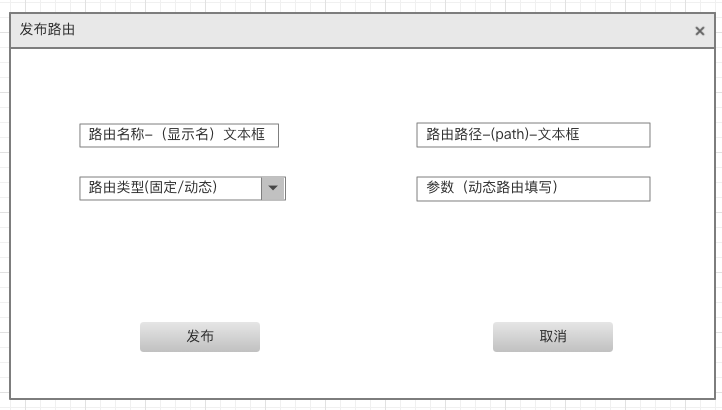 发布路由
×
路由名称-（显示名）文本框
路由路径-(path)-文本框
路由类型(固定/动态)
参数（动态路由填写）
发布
取消